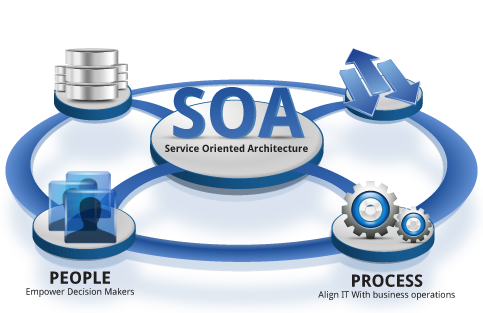 SOA
Service Oriented Architecture
PEOPLE
Empower Decision Makers
PROCESS
Align IT With business operations